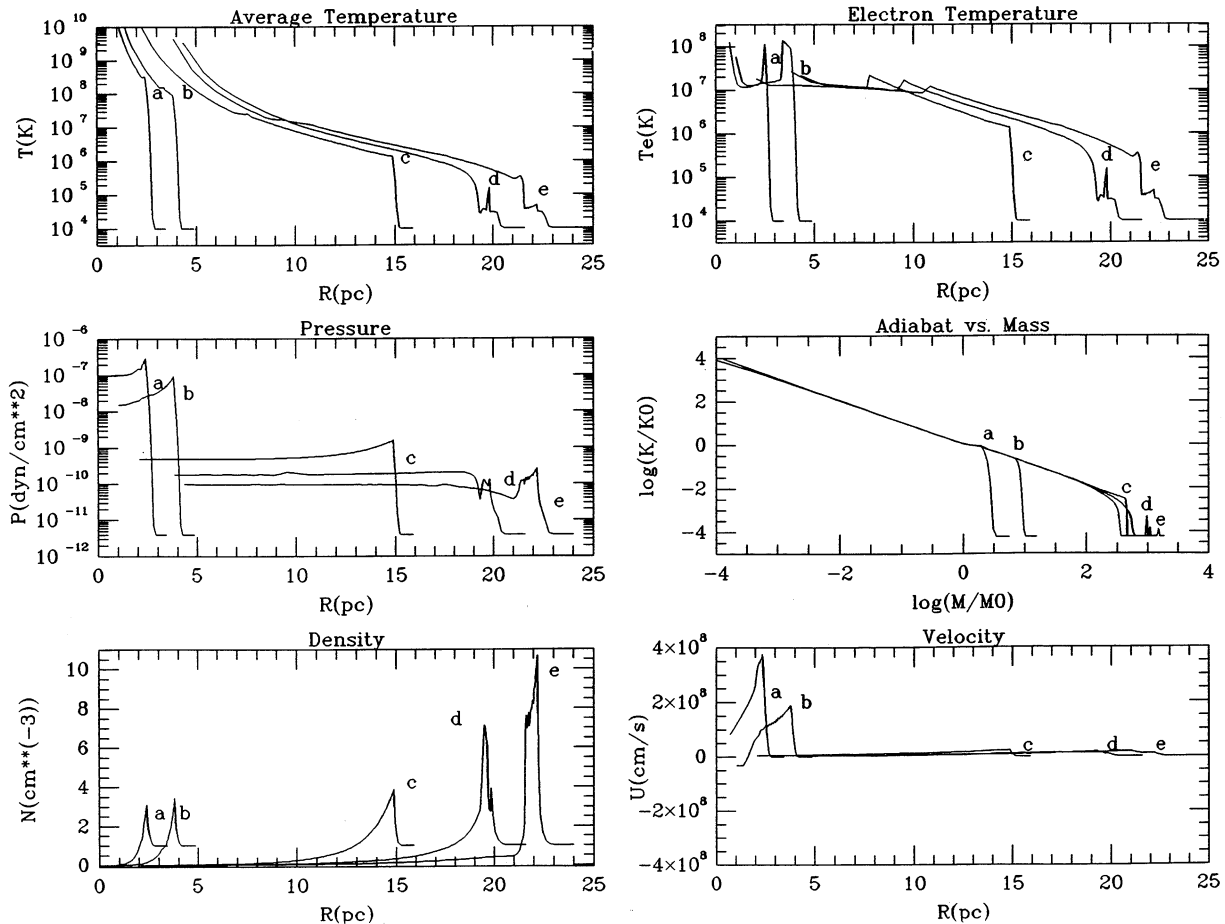 Average Temperature
10 10
10 9
10 8
10 7
10 6
10 5
10 4
T(K)
a b c d e
0 5 10 15 20 25
R(pc)
Electron Temperature
10 8
10 7
10 6
10 5
10 4
Te(K)
a b c d e
0 5 10 15 20 25
R(pc)
Pressure
10 -6
10 -7
10 -8
10 -9
10 -10
10 -11
10 -12
P(dyn/cm**2)
a b c d e
0 5 10 15 20 25
R(pc)
Adiabat vs. Mass
4
2
0
-2
-4
log(K/K0)
a b c d e
-4 -2 0 2 4
log(M/M0)
Density
10
8
6
4
2
0
N(cm**(-3))
a b c d e
0 5 10 15 20 25
R(pc)
Velocity
4×10 8
2×10 8
0
-2×10 8
-4×10 8
U(cm/s)
a b c d e
0 5 10 15 20 25
R(pc)